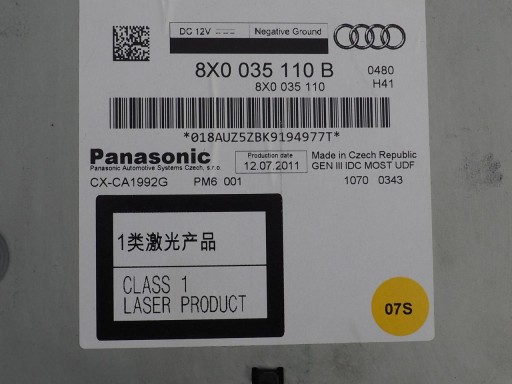 DC 12V Negative Ground
8X0 035 110 B 0480
8X0 035 110 H41
*018AUZ5ZBK9194977T*
Panasonic Production date Made in Czech Republic
Panasonic Automotive Systems Czech, s.r.o. 12.07.2011 GEN III IDC MOST UDF
CX-CA1992G PM6 001 1070 0343
1类激光产品
CLASS 1
LASER PRODUCT
07S